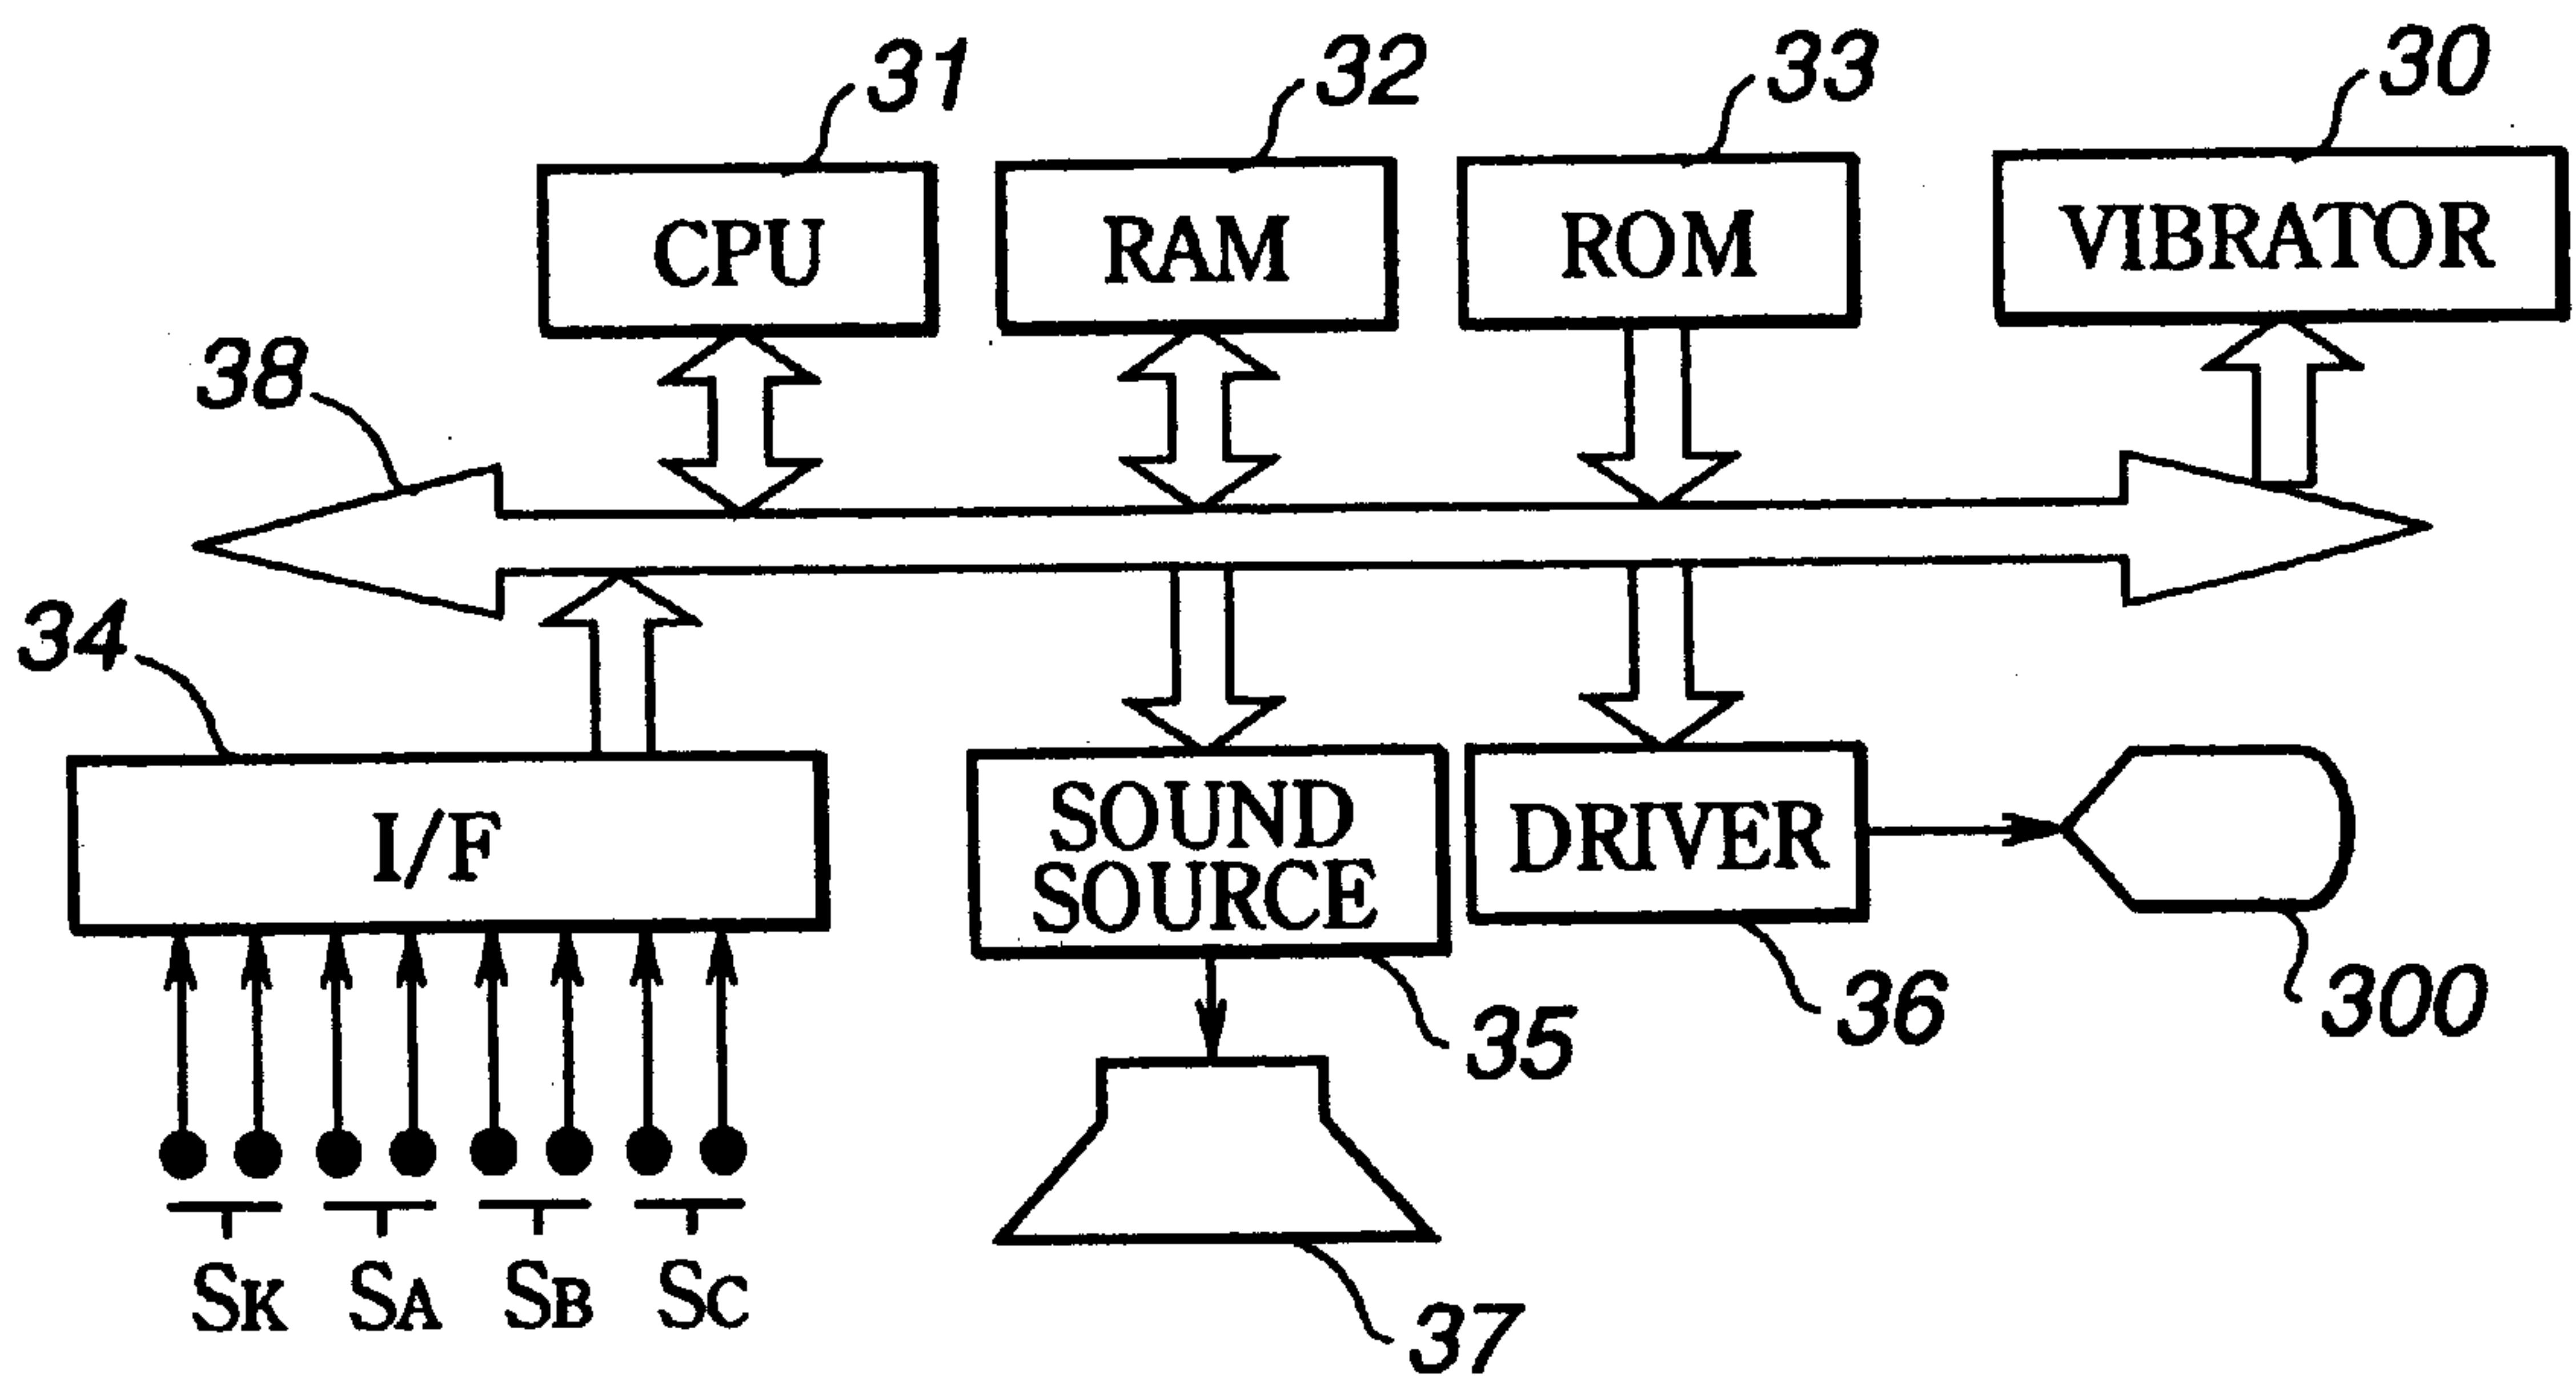 31
32
33
30
CPU
RAM
ROM
VIBRATOR
38
34
I/F
SOUND
SOURCE
DRIVER
36
300
35
SK SA SB SC
37